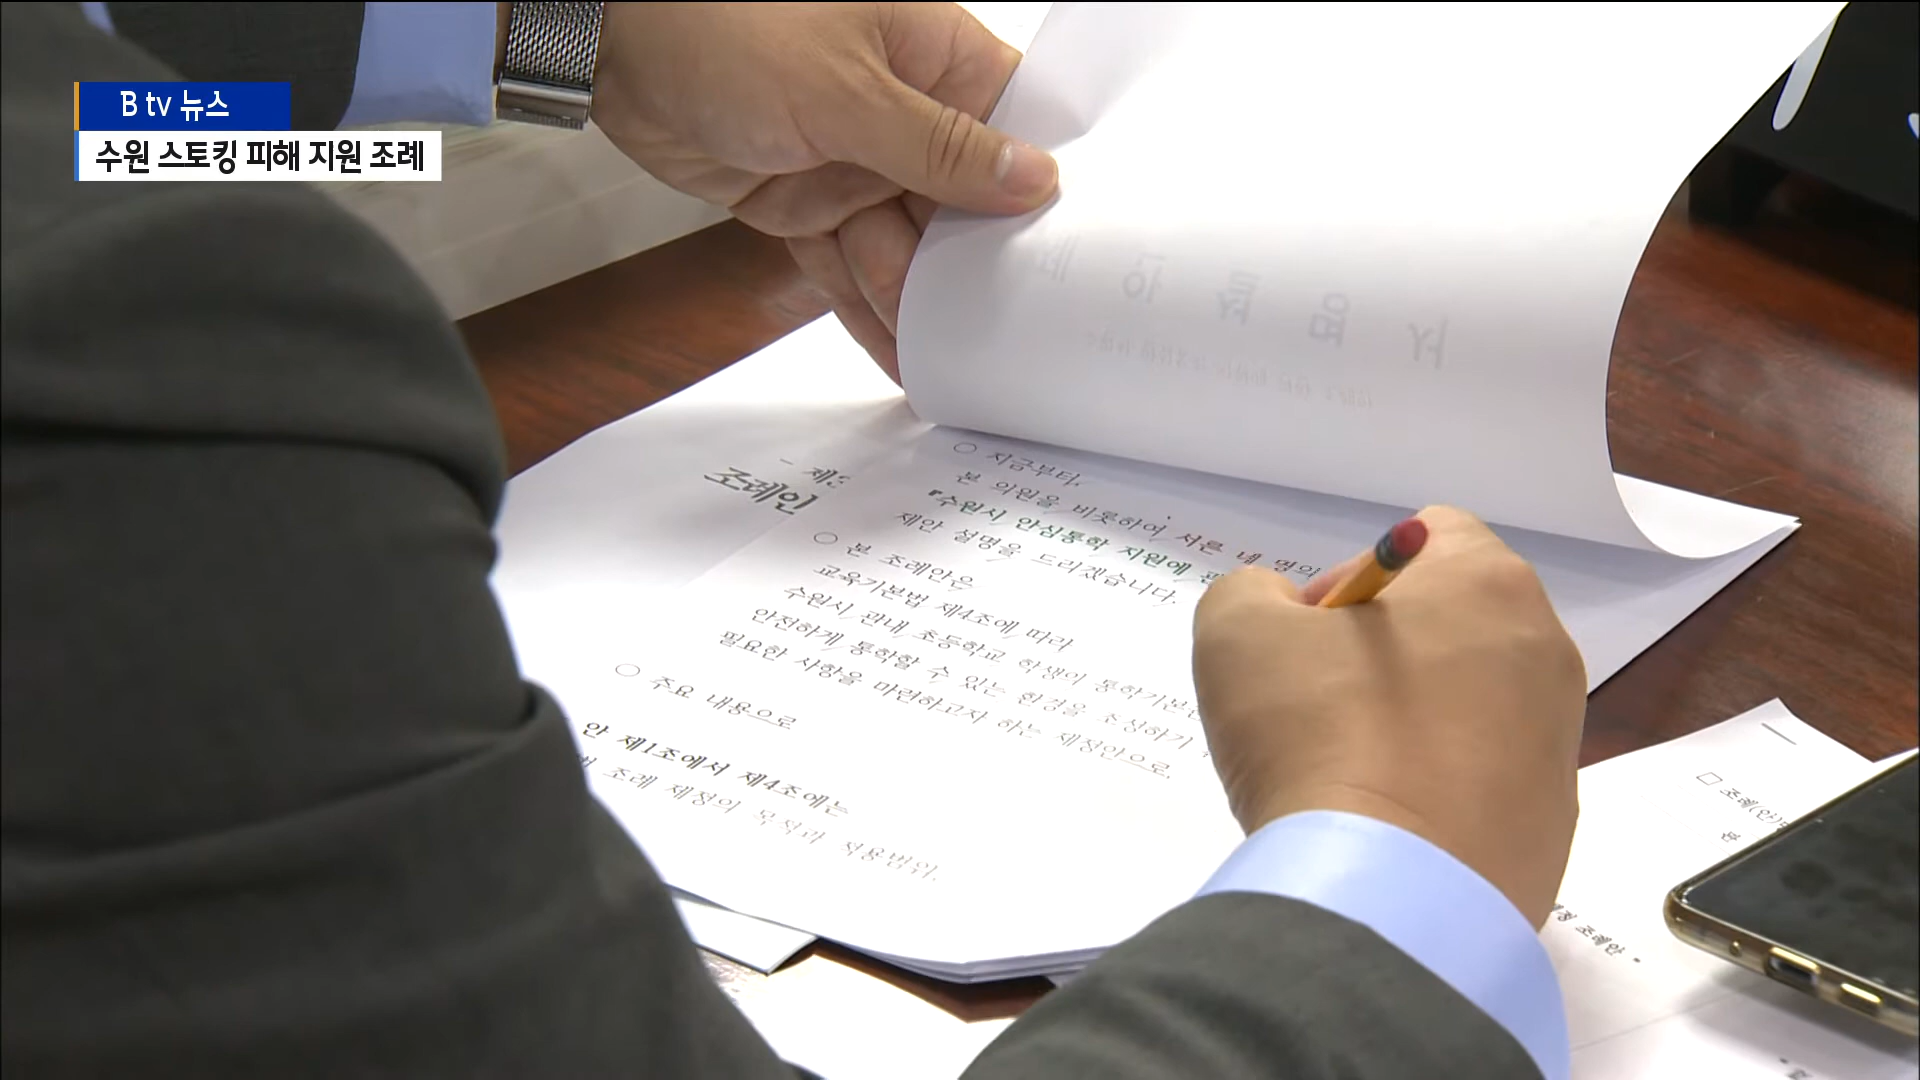 B tv 뉴스
수원 스토킹 피해 지원 조례
조례안
○ 지금부터,
본 의원을 비롯하여 서른 네 명의
『수원시 안심통학 지원에
제안 설명을 드리겠습니다.
○ 본 조례안은,
교육기본법 제4조에 따라
수원시 관내 초등학교 학생의 통학기본권
안전하게 통학할 수 있는 환경을 조성하기
필요한 사항을 마련하고자 하는 제정안으로,
○ 주요 내용으로
안 제1조에서 제4조에는
조례 제정의 목적과 적용범위,
□ 조례(안)
조례안